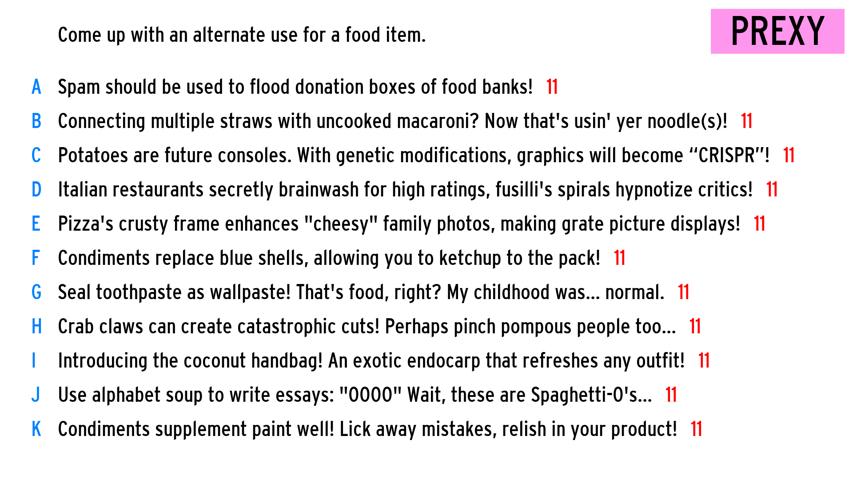 Come up with an alternate use for a food item.
PREXY
A Spam should be used to flood donation boxes of food banks! 11
B Connecting multiple straws with uncooked macaroni? Now that's usin' yer noodle(s)! 11
C Potatoes are future consoles. With genetic modifications, graphics will become “CRISPR”! 11
D Italian restaurants secretly brainwash for high ratings, fusilli's spirals hypnotize critics! 11
E Pizza's crusty frame enhances "cheesy" family photos, making grate picture displays! 11
F Condiments replace blue shells, allowing you to ketchup to the pack! 11
G Seal toothpaste as wallpaste! That's food, right? My childhood was... normal. 11
H Crab claws can create catastrophic cuts! Perhaps pinch pompous people too... 11
I Introducing the coconut handbag! An exotic endocarp that refreshes any outfit! 11
J Use alphabet soup to write essays: "OOOO" Wait, these are Spaghetti-O's... 11
K Condiments supplement paint well! Lick away mistakes, relish in your product! 11